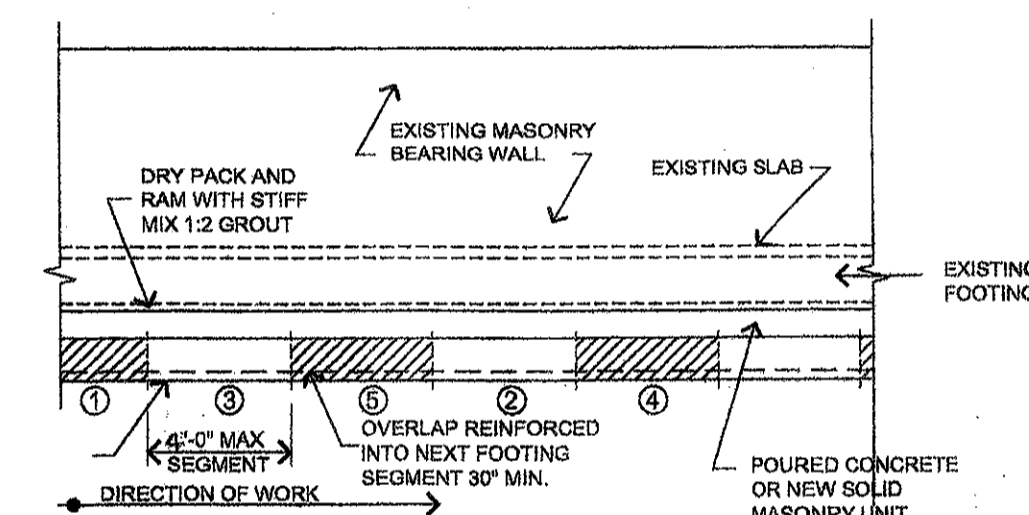 EXISTING MASONRY
BEARING WALL
EXISTING SLAB
DRY PACK AND
RAM WITH STIFF
MIX 1:2 GROUT
EXISTING
FOOTING
① ③ ⑤ ② ④
4'-0" MAX
SEGMENT
OVERLAP REINFORCED
INTO NEXT FOOTING
SEGMENT 30" MIN.
DIRECTION OF WORK
POURED CONCRETE
OR NEW SOLID
MASONRY UNIT